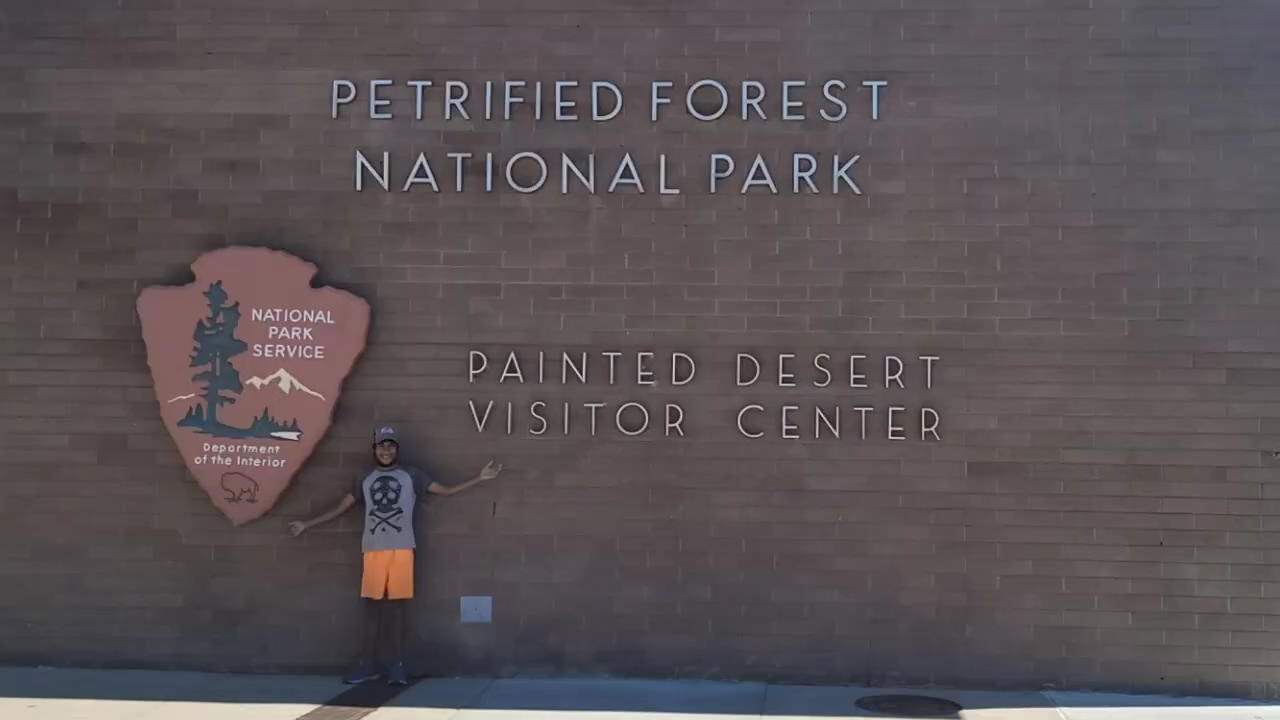 PETRIFIED FOREST
NATIONAL PARK
NATIONAL
PARK
SERVICE
Department
of the Interior
PAINTED DESERT
VISITOR CENTER